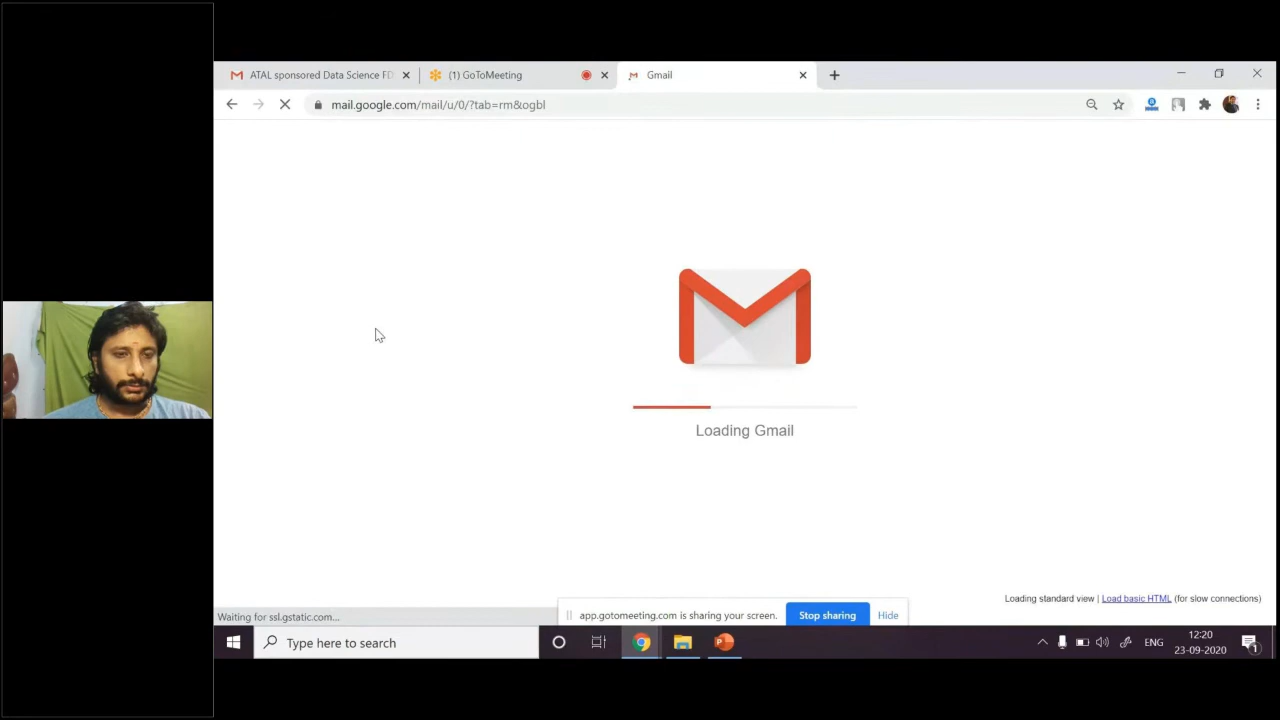 ATAL sponsored Data Science FD
(1) GoToMeeting
Gmail
mail.google.com/mail/u/0/?tab=rm&ogbl
Loading Gmail
Loading standard view | Load basic HTML (for slow connections)
Waiting for ssl.gstatic.com...
app.gotomeeting.com is sharing your screen.
Stop sharing
Hide
Type here to search
ENG
12:20
23-09-2020
1